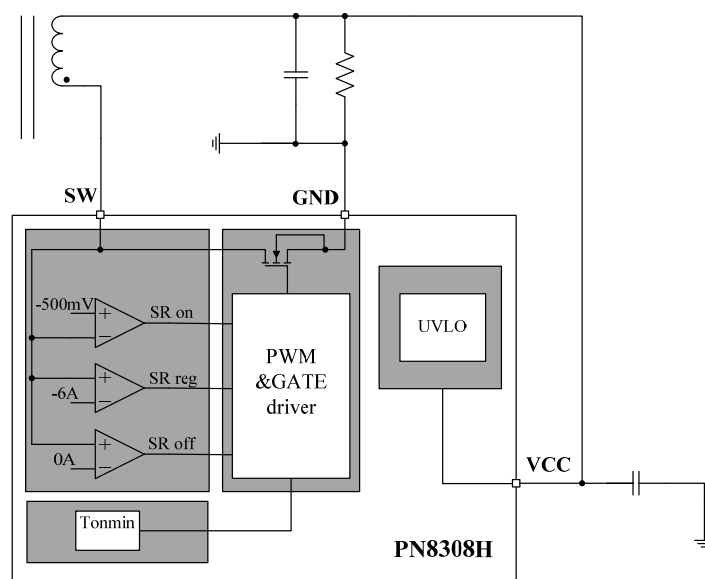 SW
GND
-500mV
+
−
SR on
+
−
-6A
SR reg
+
−
0A
SR off
PWM
&GATE
driver
UVLO
VCC
Tonmin
PN8308H